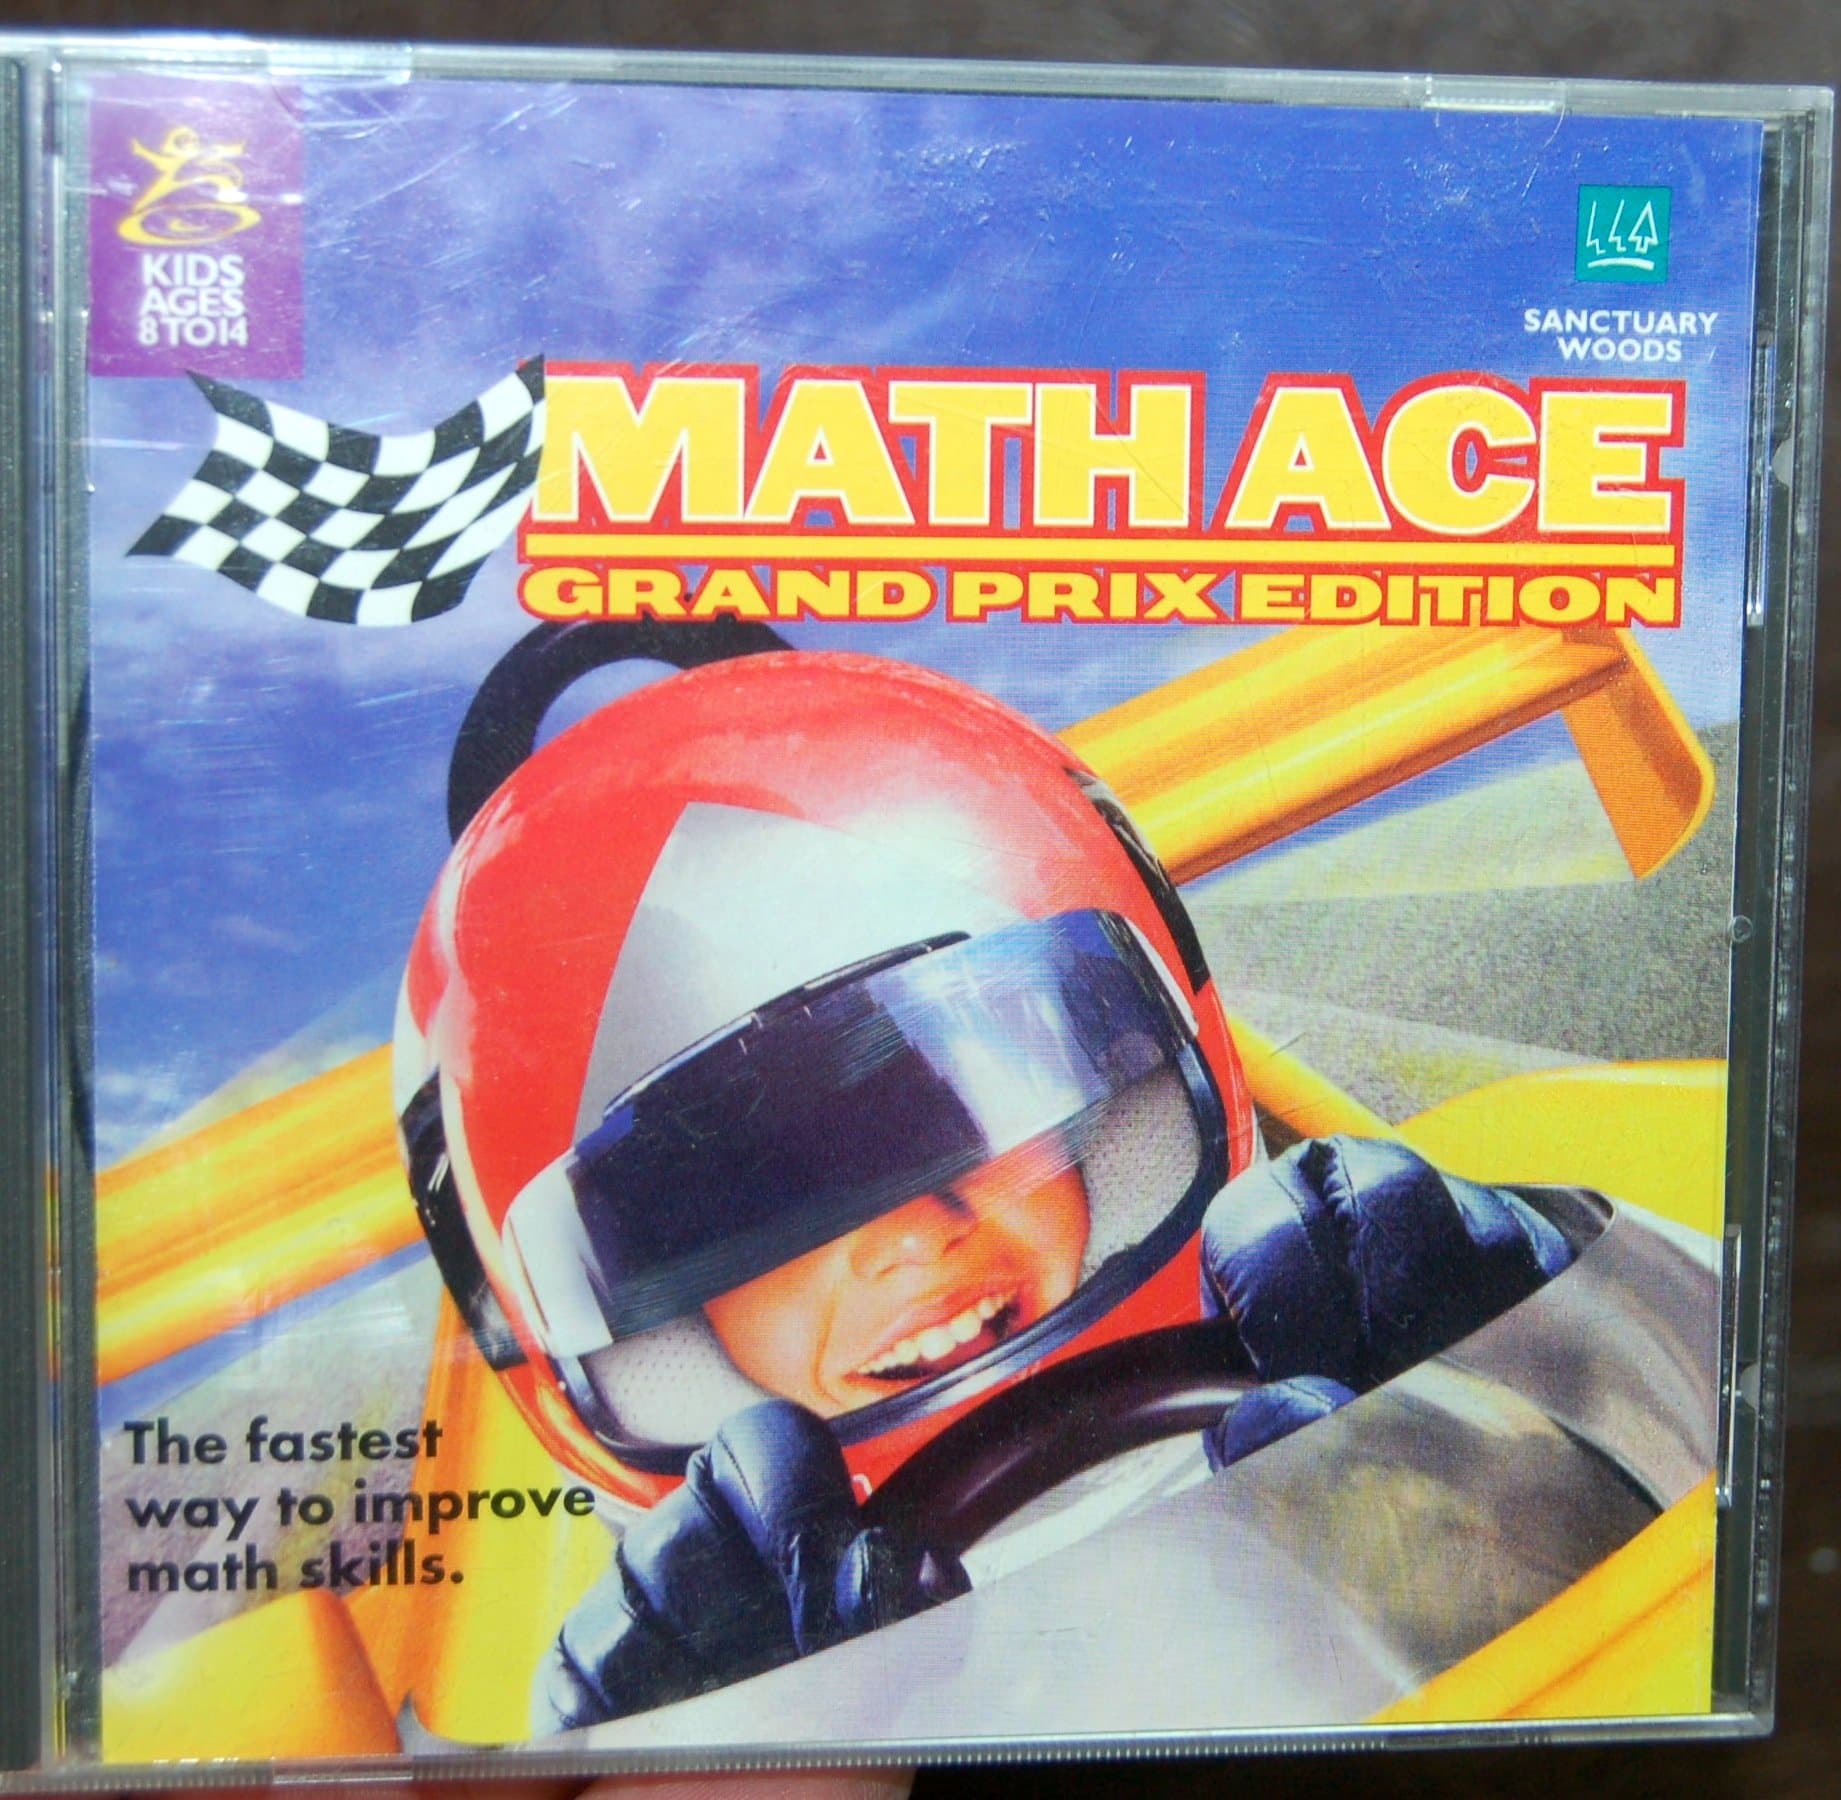 KIDS
AGES
8 TO 14
SANCTUARY
WOODS
MATH ACE
GRAND PRIX EDITION
The fastest
way to improve
math skills.